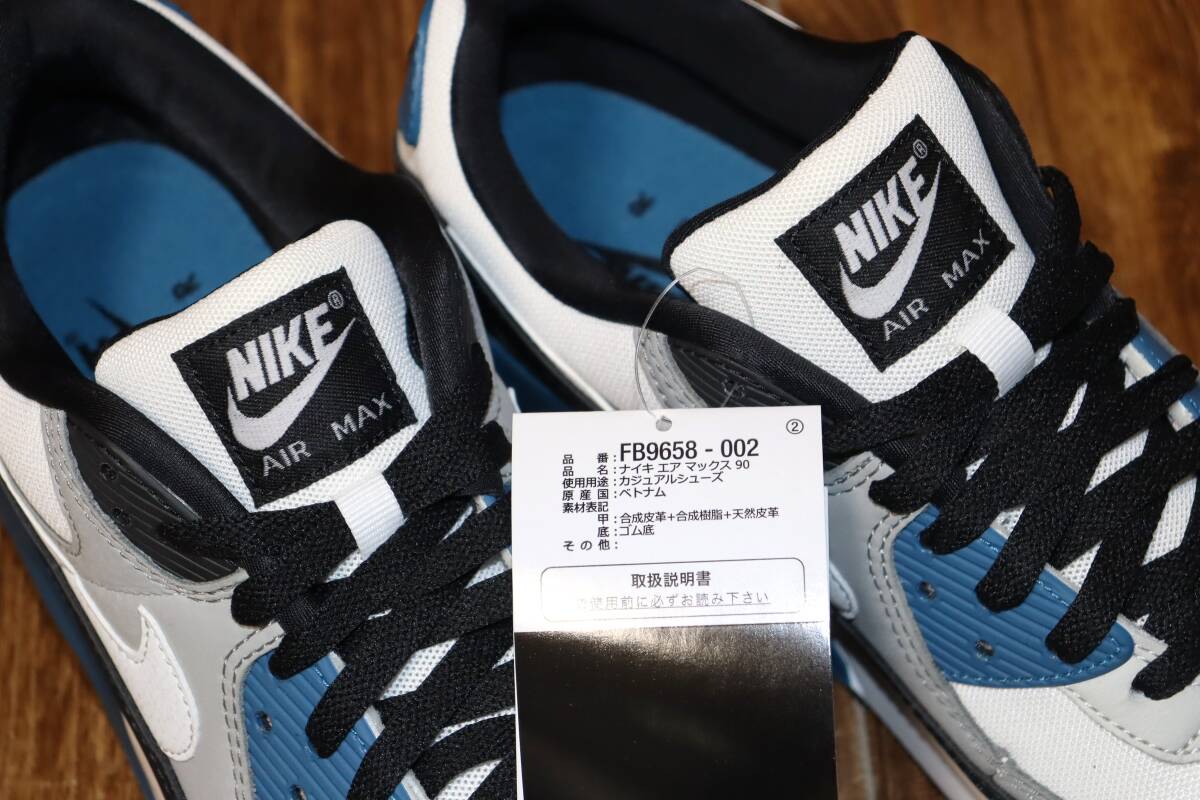 NIKE®
AIR MAX
NIKE®
AIR MAX
②
品 番 : FB9658 - 002
品 名 : ナイキ エア マックス 90
使用用途 : カジュアルシューズ
原 産 国 : ベトナム
素材表記
甲 : 合成皮革+合成樹脂+天然皮革
底 : ゴム底
そ の 他 :
取扱説明書
ご使用前に必ずお読み下さい